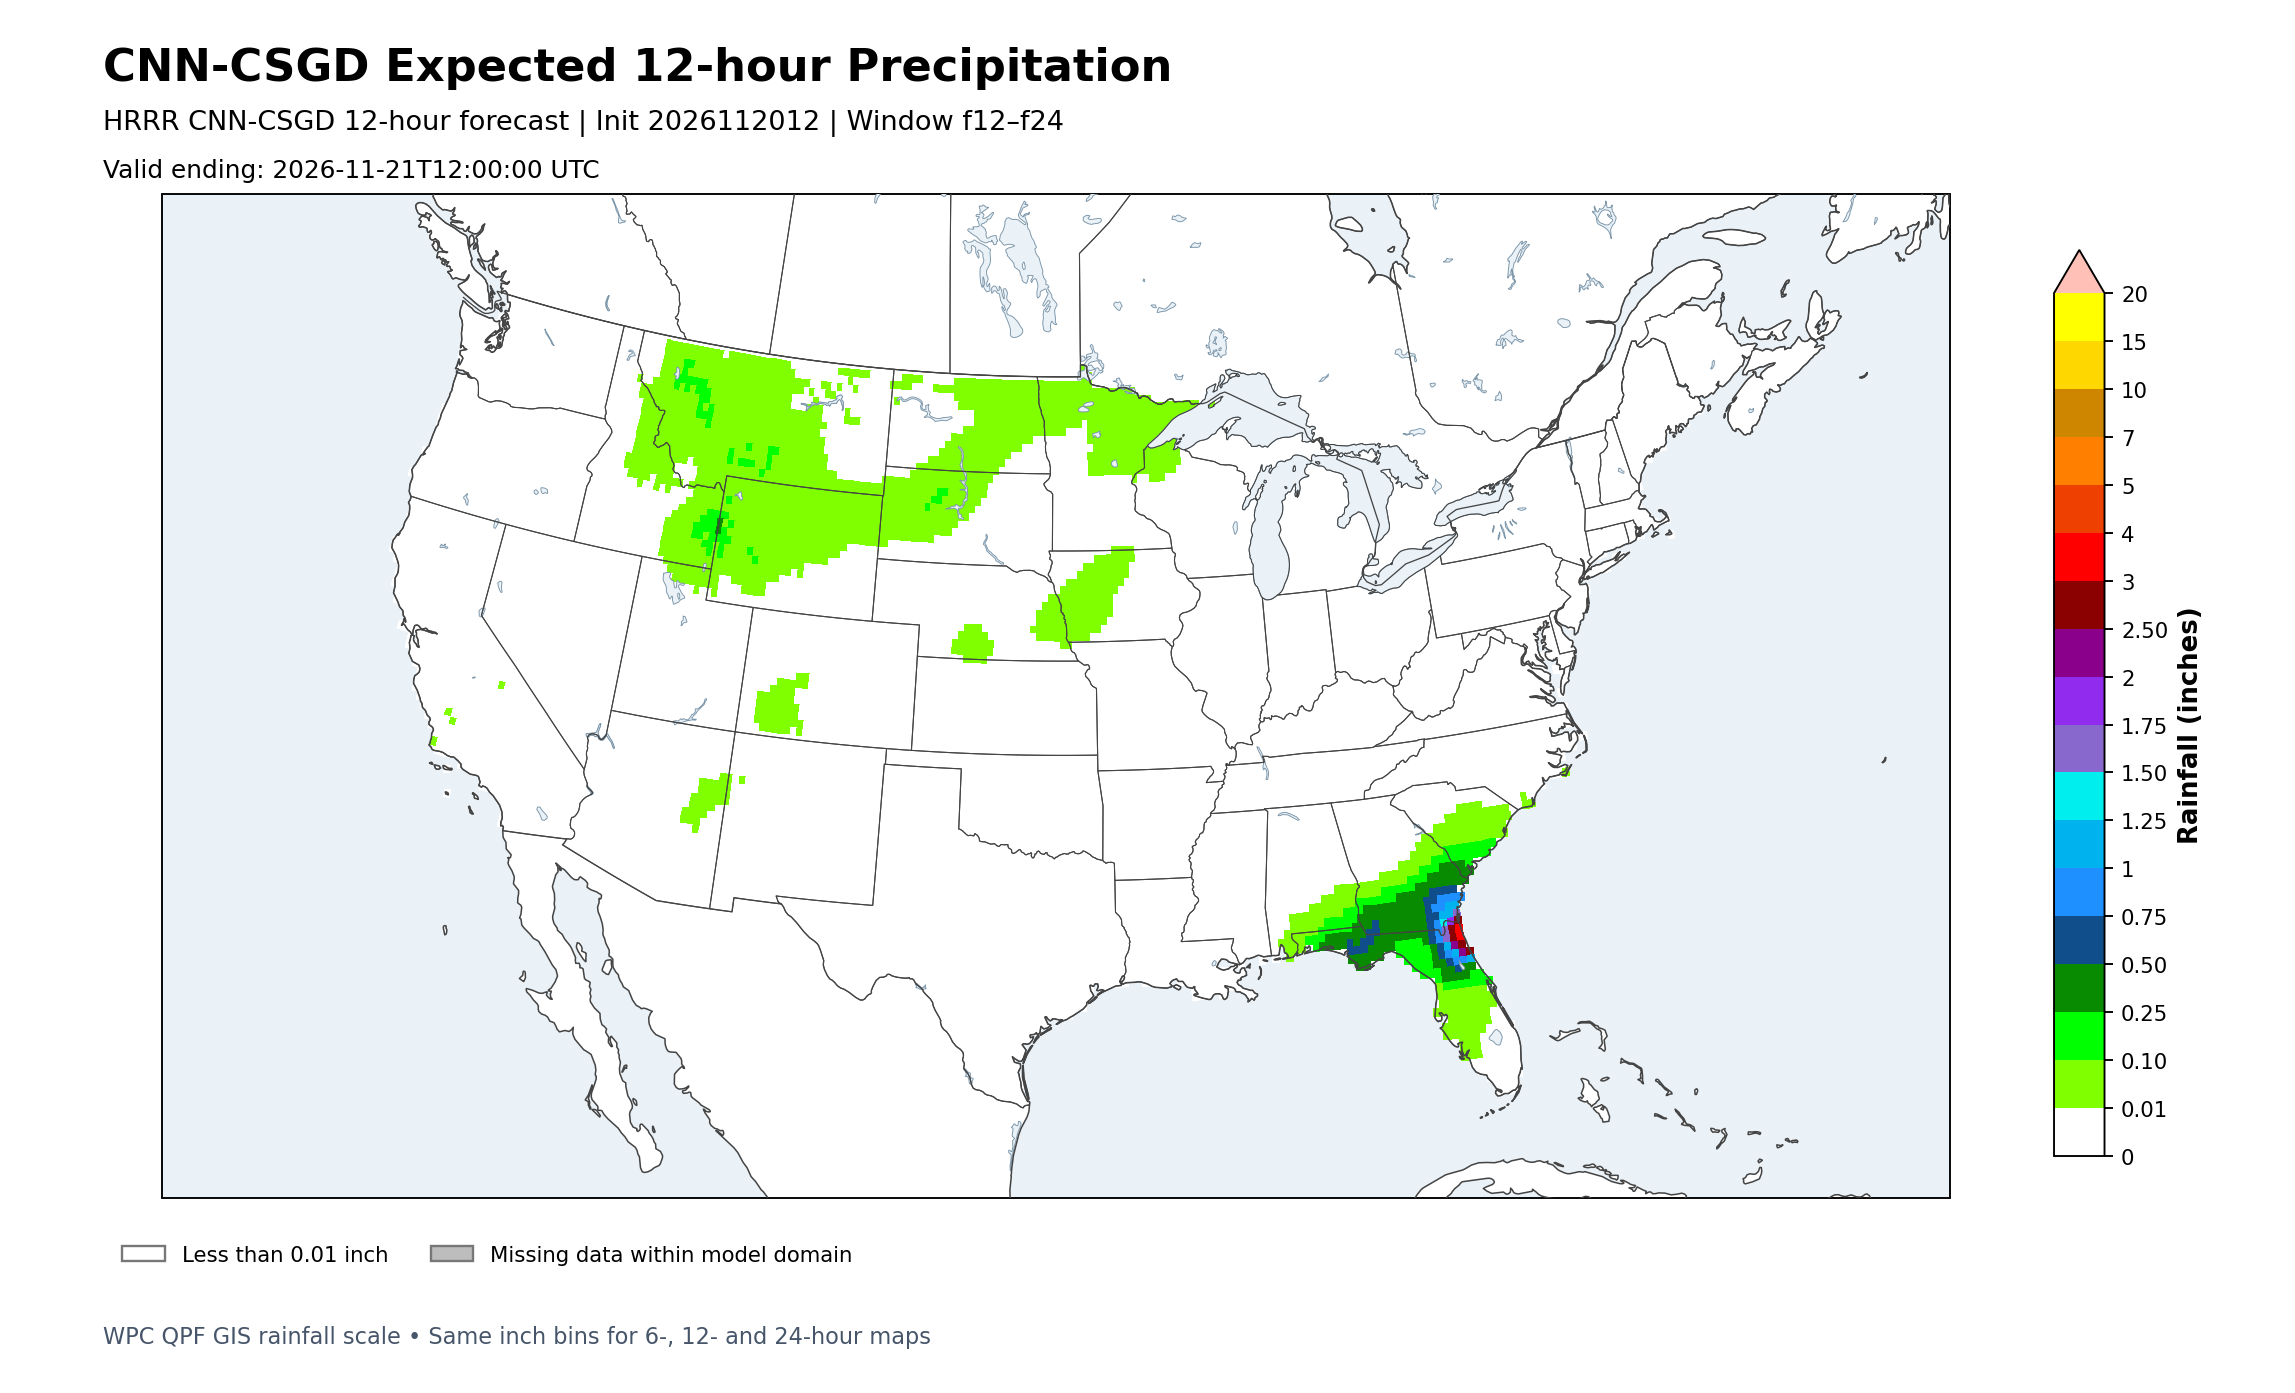 CNN-CSGD Expected 12-hour Precipitation
HRRR CNN-CSGD 12-hour forecast | Init 2026112012 | Window f12–f24
Valid ending: 2026-11-21T12:00:00 UTC
20
15
10
7
5
4
3
2.50
2
1.75
1.50
1.25
1
0.75
0.50
0.25
0.10
0.01
0
Rainfall (inches)
Less than 0.01 inch
Missing data within model domain
WPC QPF GIS rainfall scale • Same inch bins for 6-, 12- and 24-hour maps